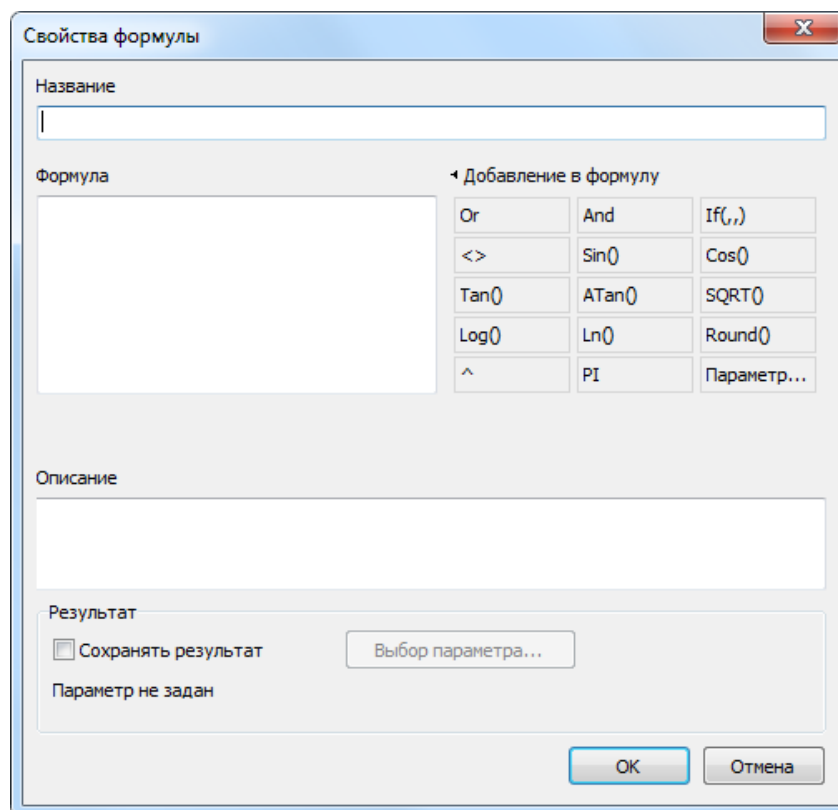 Свойства формулы
Название
Формула
Добавление в формулу
Or And If(,,)
<> Sin() Cos()
Tan() ATan() SQRT()
Log() Ln() Round()
^ PI Параметр...
Описание
Результат
Сохранять результат Выбор параметра...
Параметр не задан
OK Отмена